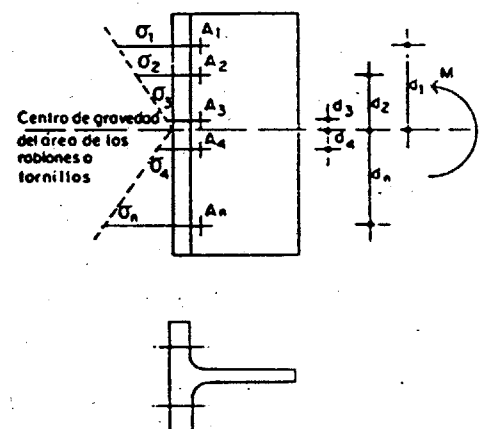 σ1
A1
σ2
A2
σ3
A3
Centro de gravedad
del área de los
roblones o
tornillos
σ4
A4
σn
An
d3
d4
d2
dn
d1
M